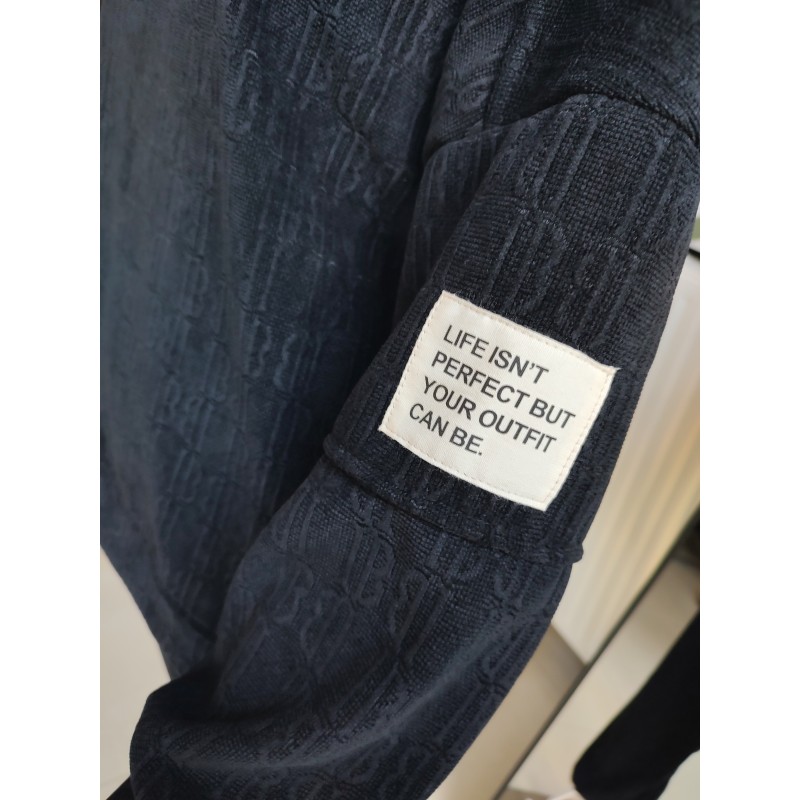 LIFE ISN'T
PERFECT BUT
YOUR OUTFIT
CAN BE.